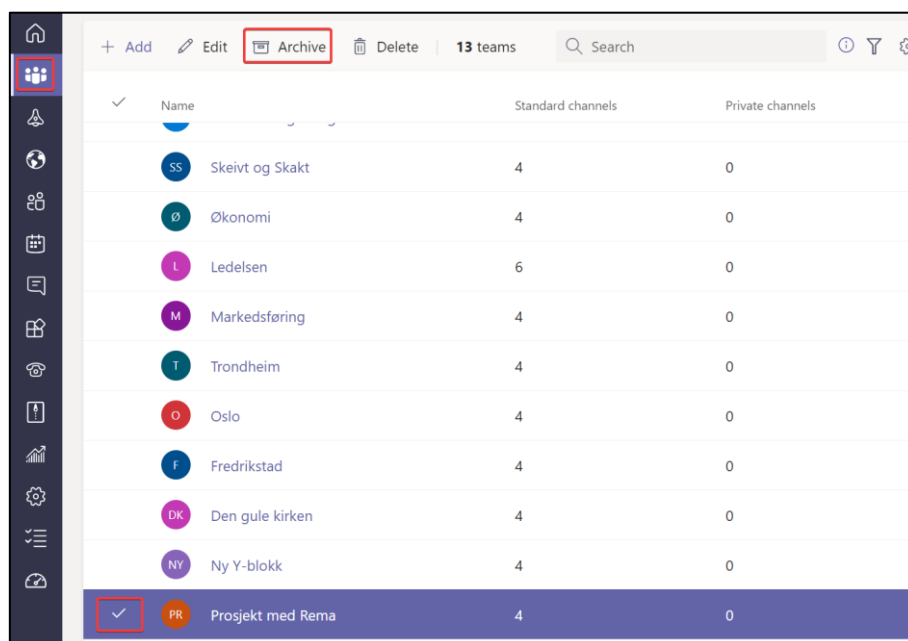 Add Edit Archive Delete 13 teams Search
Name Standard channels Private channels
SS Skeivt og Skakt 4 0
Ø Økonomi 4 0
L Ledelsen 6 0
M Markedsføring 4 0
T Trondheim 4 0
O Oslo 4 0
F Fredrikstad 4 0
DK Den gule kirken 4 0
NY Ny Y-blokk 4 0
PR Prosjekt med Rema 4 0